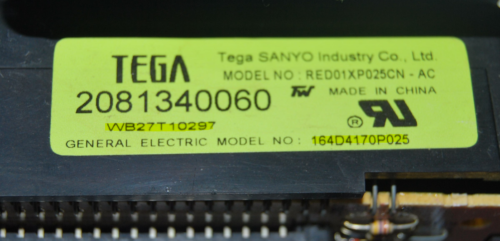 TEGA
Tega SANYO Industry Co., Ltd.
MODEL NO : RED01XP025CN - AC
2081340060
MADE IN CHINA
WB27T10297
GENERAL ELECTRIC MODEL NO : 164D4170P025